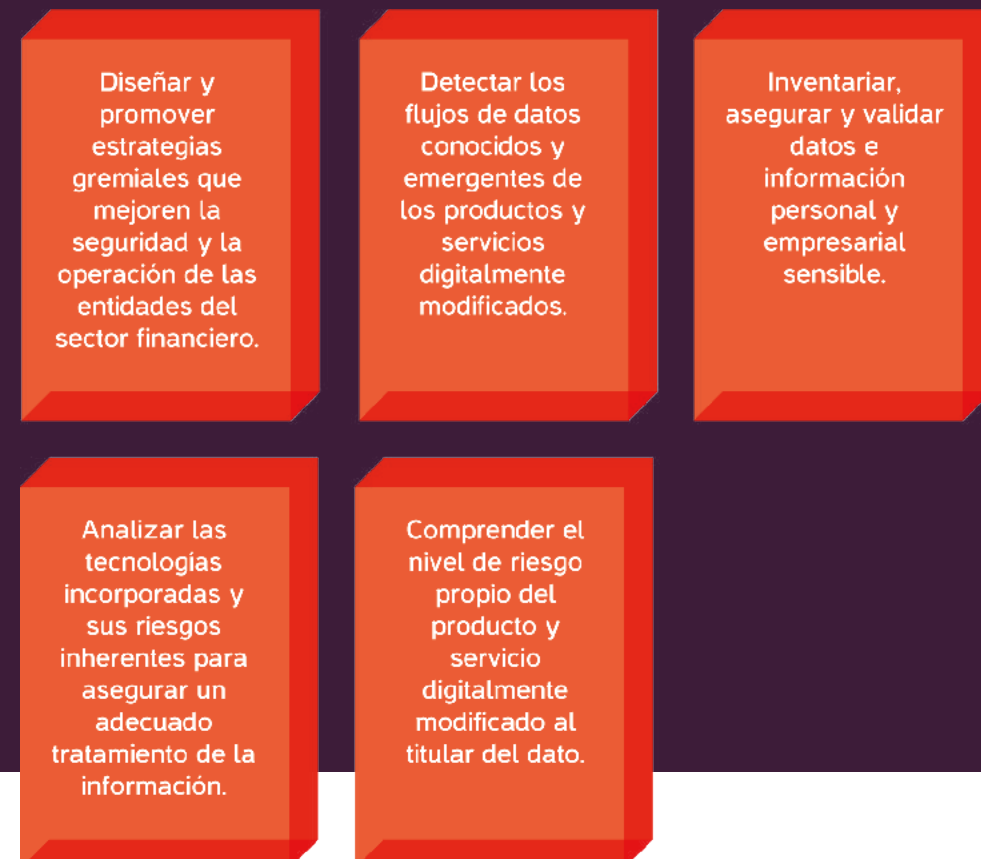 Diseñar y
promover
estrategias
gremiales que
mejoren la
seguridad y la
operación de las
entidades del
sector financiero.
Detectar los
flujos de datos
conocidos y
emergentes de
los productos y
servicios
digitalmente
modificados.
Inventariar,
asegurar y validar
datos e
información
personal y
empresarial
sensible.
Analizar las
tecnologías
incorporadas y
sus riesgos
inherentes para
asegurar un
adecuado
tratamiento de la
información.
Comprender el
nivel de riesgo
propio del
producto y
servicio
digitalmente
modificado al
titular del dato.